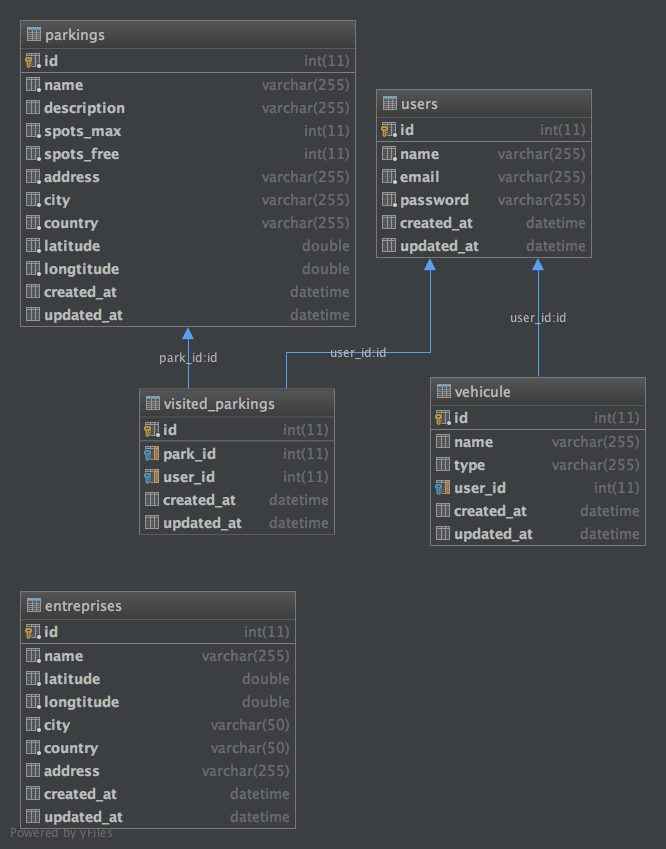 parkings
id int(11)
name varchar(255)
description varchar(255)
spots_max int(11)
spots_free int(11)
address varchar(255)
city varchar(255)
country varchar(255)
latitude double
longtitude double
created_at datetime
updated_at datetime
users
id int(11)
name varchar(255)
email varchar(255)
password varchar(255)
created_at datetime
updated_at datetime
park_id:id
user_id:id
user_id:id
visited_parkings
id int(11)
park_id int(11)
user_id int(11)
created_at datetime
updated_at datetime
vehicule
id int(11)
name varchar(255)
type varchar(255)
user_id int(11)
created_at datetime
updated_at datetime
entreprises
id int(11)
name varchar(255)
latitude double
longtitude double
city varchar(50)
country varchar(50)
address varchar(255)
created_at datetime
updated_at datetime
Powered by yFiles